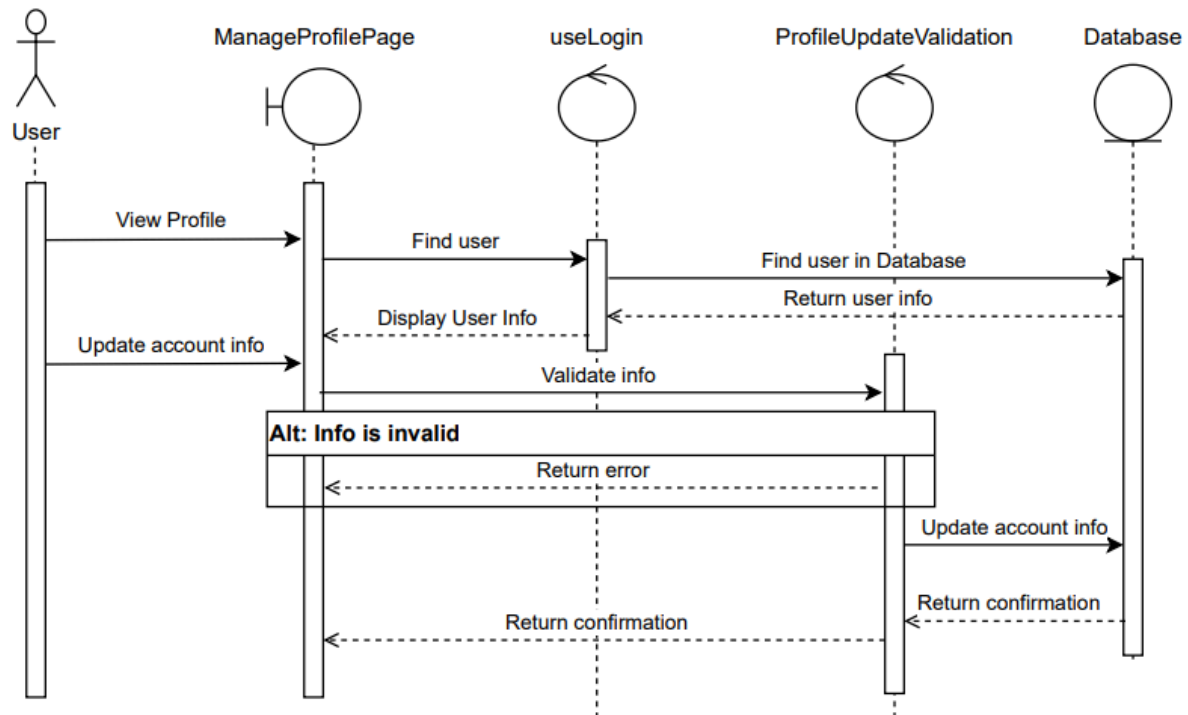 ManageProfilePage
useLogin
ProfileUpdateValidation
Database
User
View Profile
Find user
Find user in Database
Return user info
Display User Info
Update account info
Validate info
Alt: Info is invalid
Return error
Update account info
Return confirmation
Return confirmation